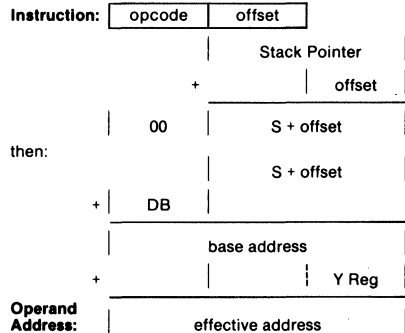 Instruction: opcode offset
Stack Pointer
+ offset
00 S + offset
then:
S + offset
+ DB
base address
+ Y Reg
Operand
Address: effective address